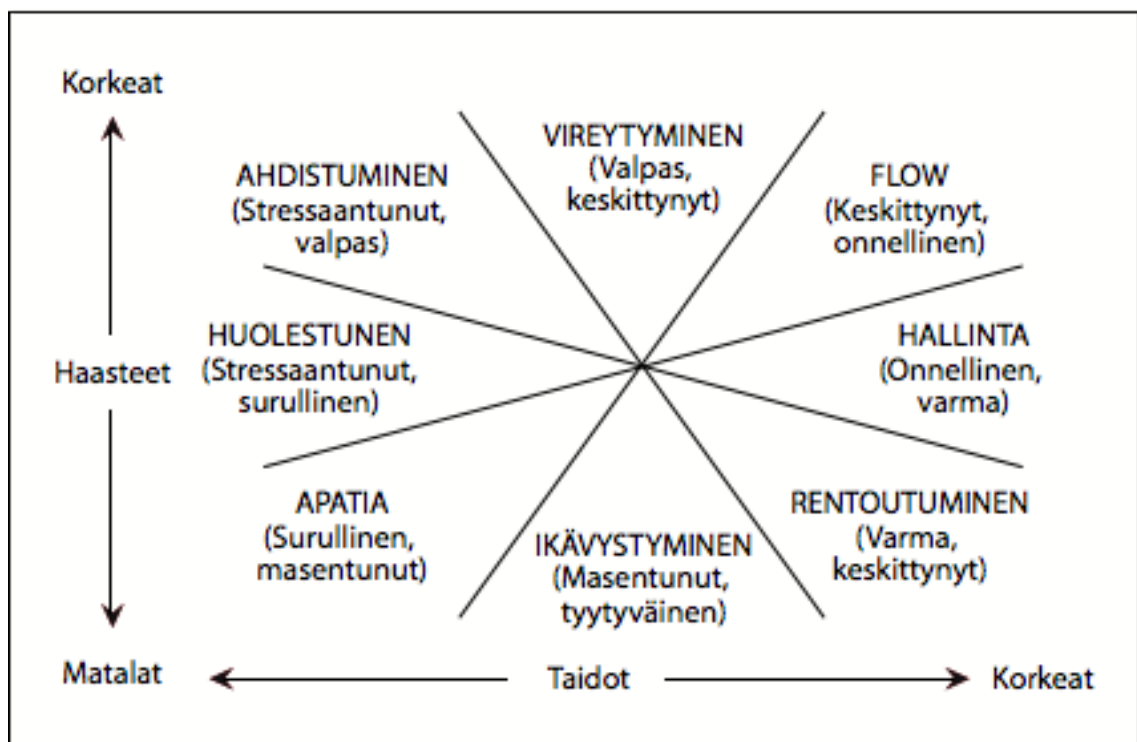 Korkeat
VIREYTYMINEN
(Valpas,
keskittynyt)
AHDISTUMINEN
(Stressaantunut,
valpas)
FLOW
(Keskittynyt,
onnellinen)
Haasteet
HUOLESTUNEN
(Stressaantunut,
surullinen)
HALLINTA
(Onnellinen,
varma)
APATIA
(Surullinen,
masentunut)
IKÄVYSTYMINEN
(Masentunut,
tyytyväinen)
RENTOUTUMINEN
(Varma,
keskittynyt)
Matalat
Taidot
Korkeat